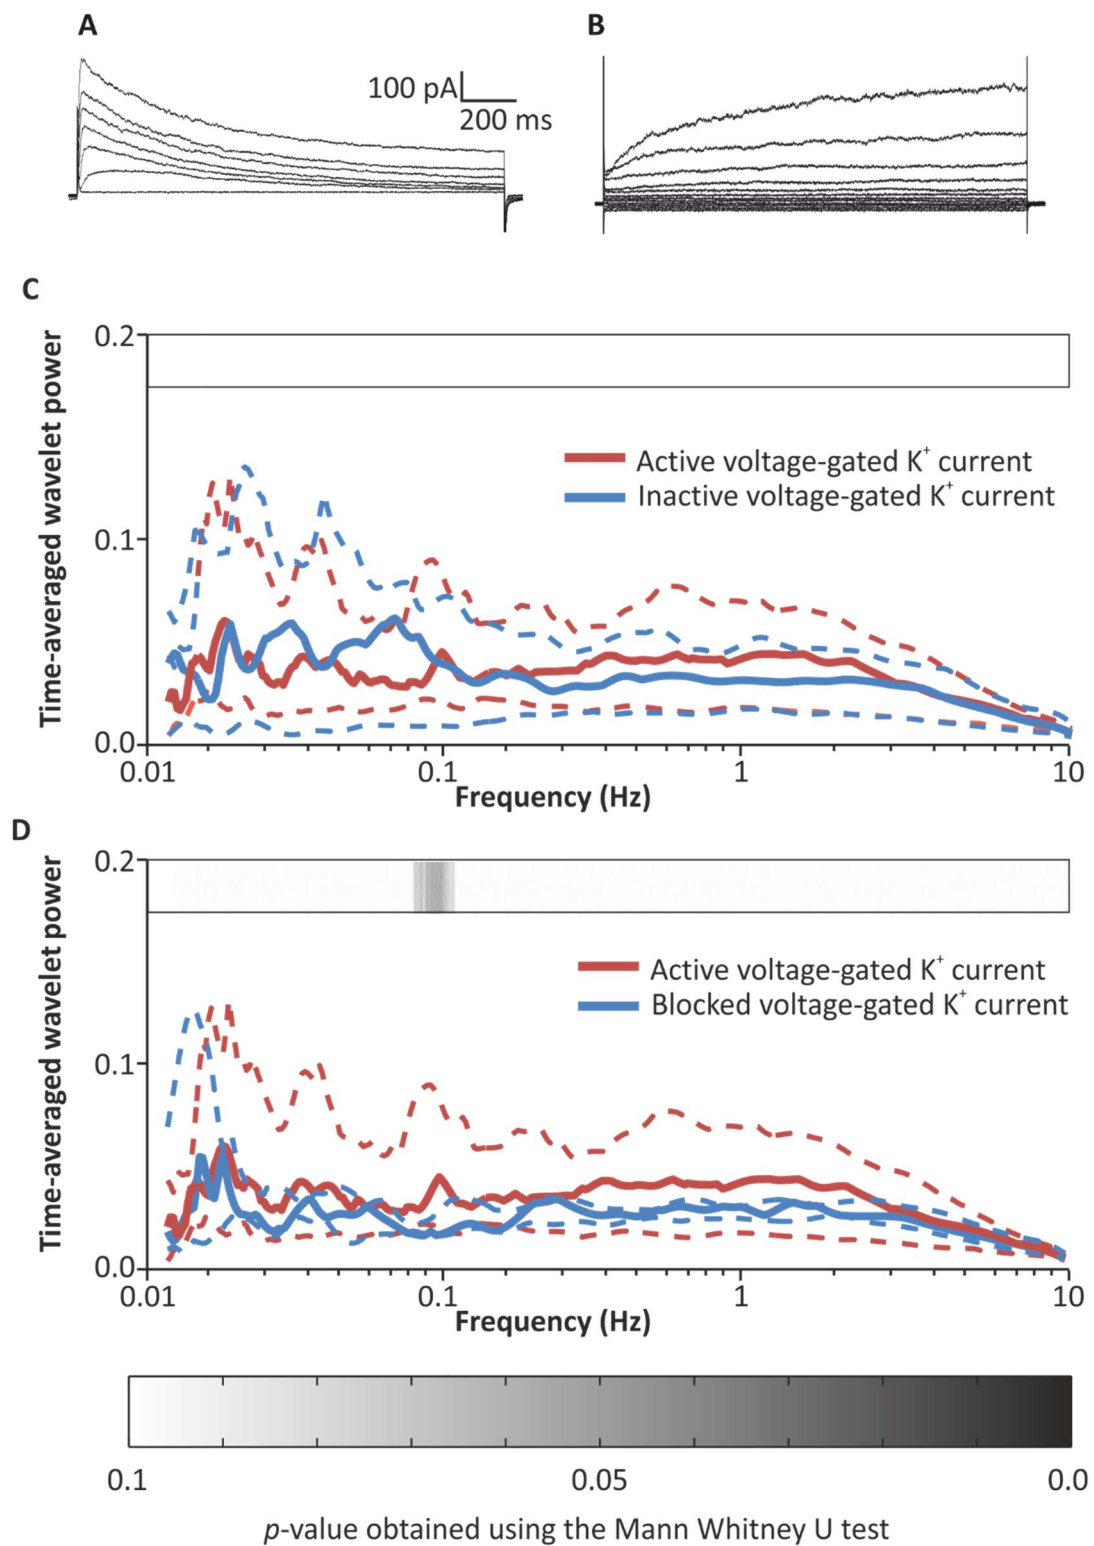 A
B
100 pA
200 ms
C
Time-averaged wavelet power
0.2
0.1
0.0
Active voltage-gated K+ current
Inactive voltage-gated K+ current
0.01
0.1
1
10
Frequency (Hz)
D
Time-averaged wavelet power
0.2
0.1
0.0
Active voltage-gated K+ current
Blocked voltage-gated K+ current
0.01
0.1
1
10
Frequency (Hz)
0.1
0.05
0.0
p-value obtained using the Mann Whitney U test